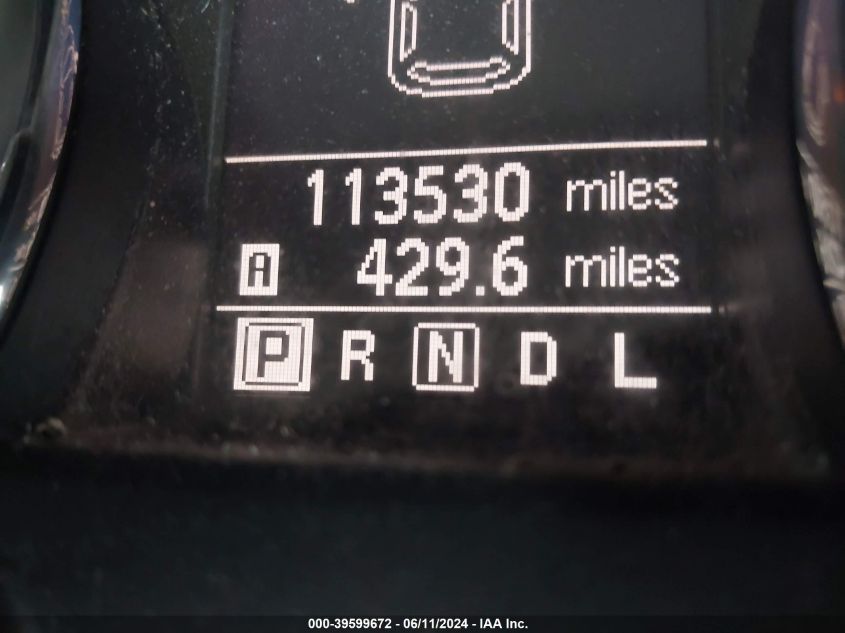 113530 miles
A 429.6 miles
P R N D L
000-39599672 - 06/11/2024 - IAA Inc.